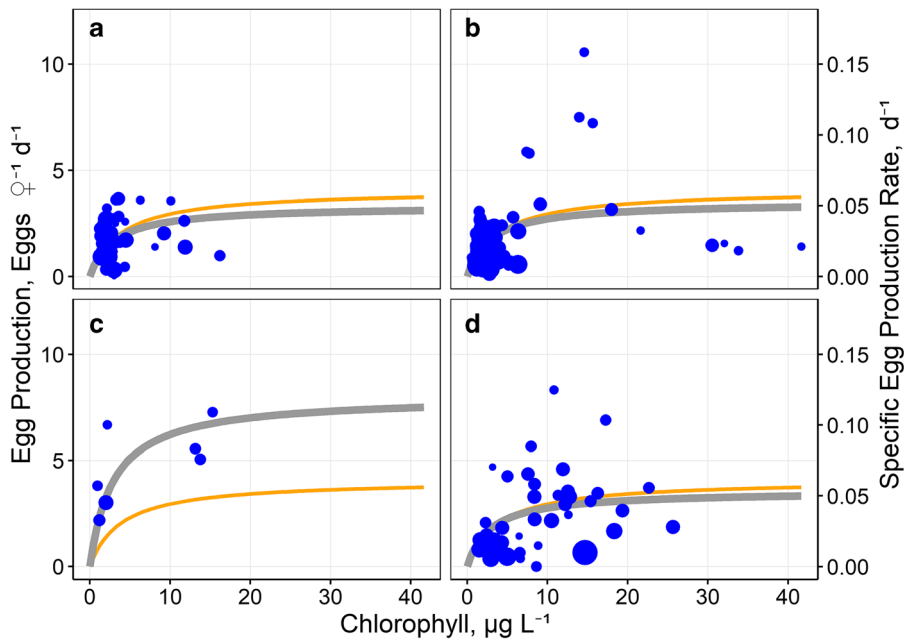 a
b
10
5
0
0.15
0.10
0.05
0.00
c
d
10
5
0
0.15
0.10
0.05
0.00
0 10 20 30 40
0 10 20 30 40
Egg Production, Eggs ♀⁻¹ d⁻¹
Specific Egg Production Rate, d⁻¹
Chlorophyll, µg L⁻¹